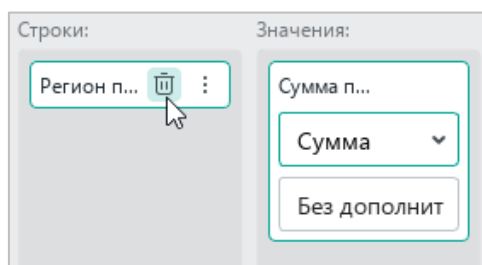 Строки:
Значения:
Регион п...
Сумма п...
Сумма
Без дополнит